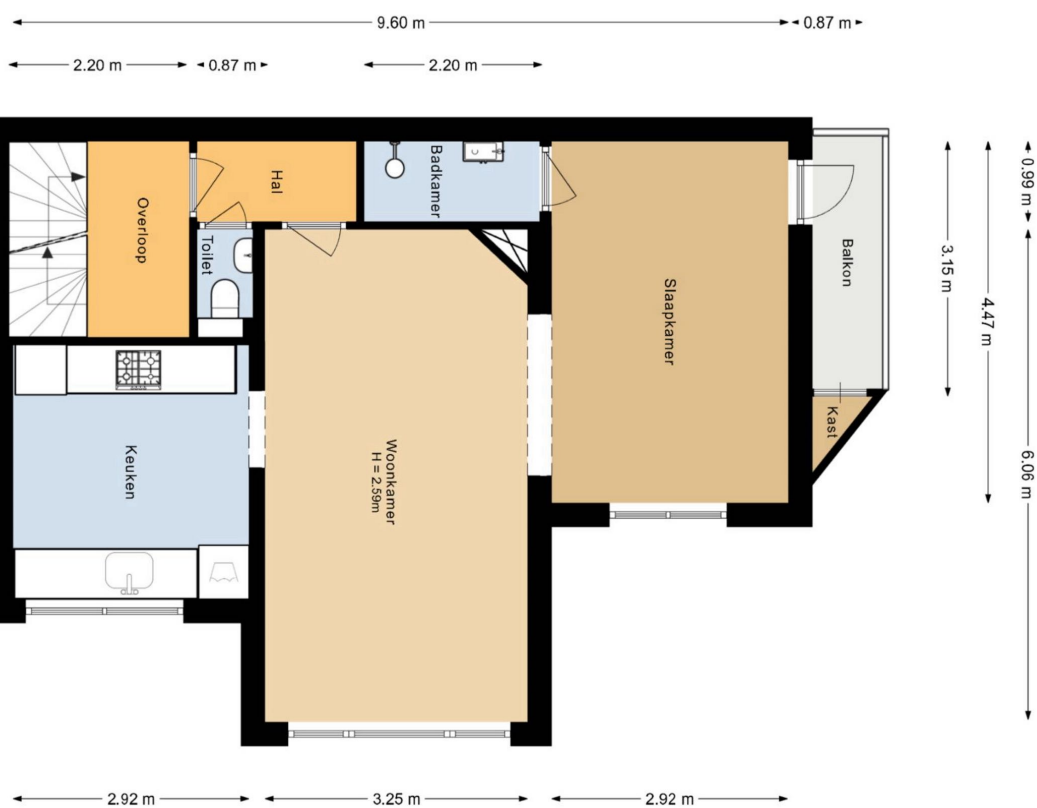 9.60 m
0.87 m
2.20 m
0.87 m
2.20 m
Overloop
Hal
Badkamer
Toilet
Slaapkamer
Balkon
Kast
Keuken
Woonkamer
H = 2.59m
0.99 m
3.15 m
4.47 m
6.06 m
2.92 m
3.25 m
2.92 m